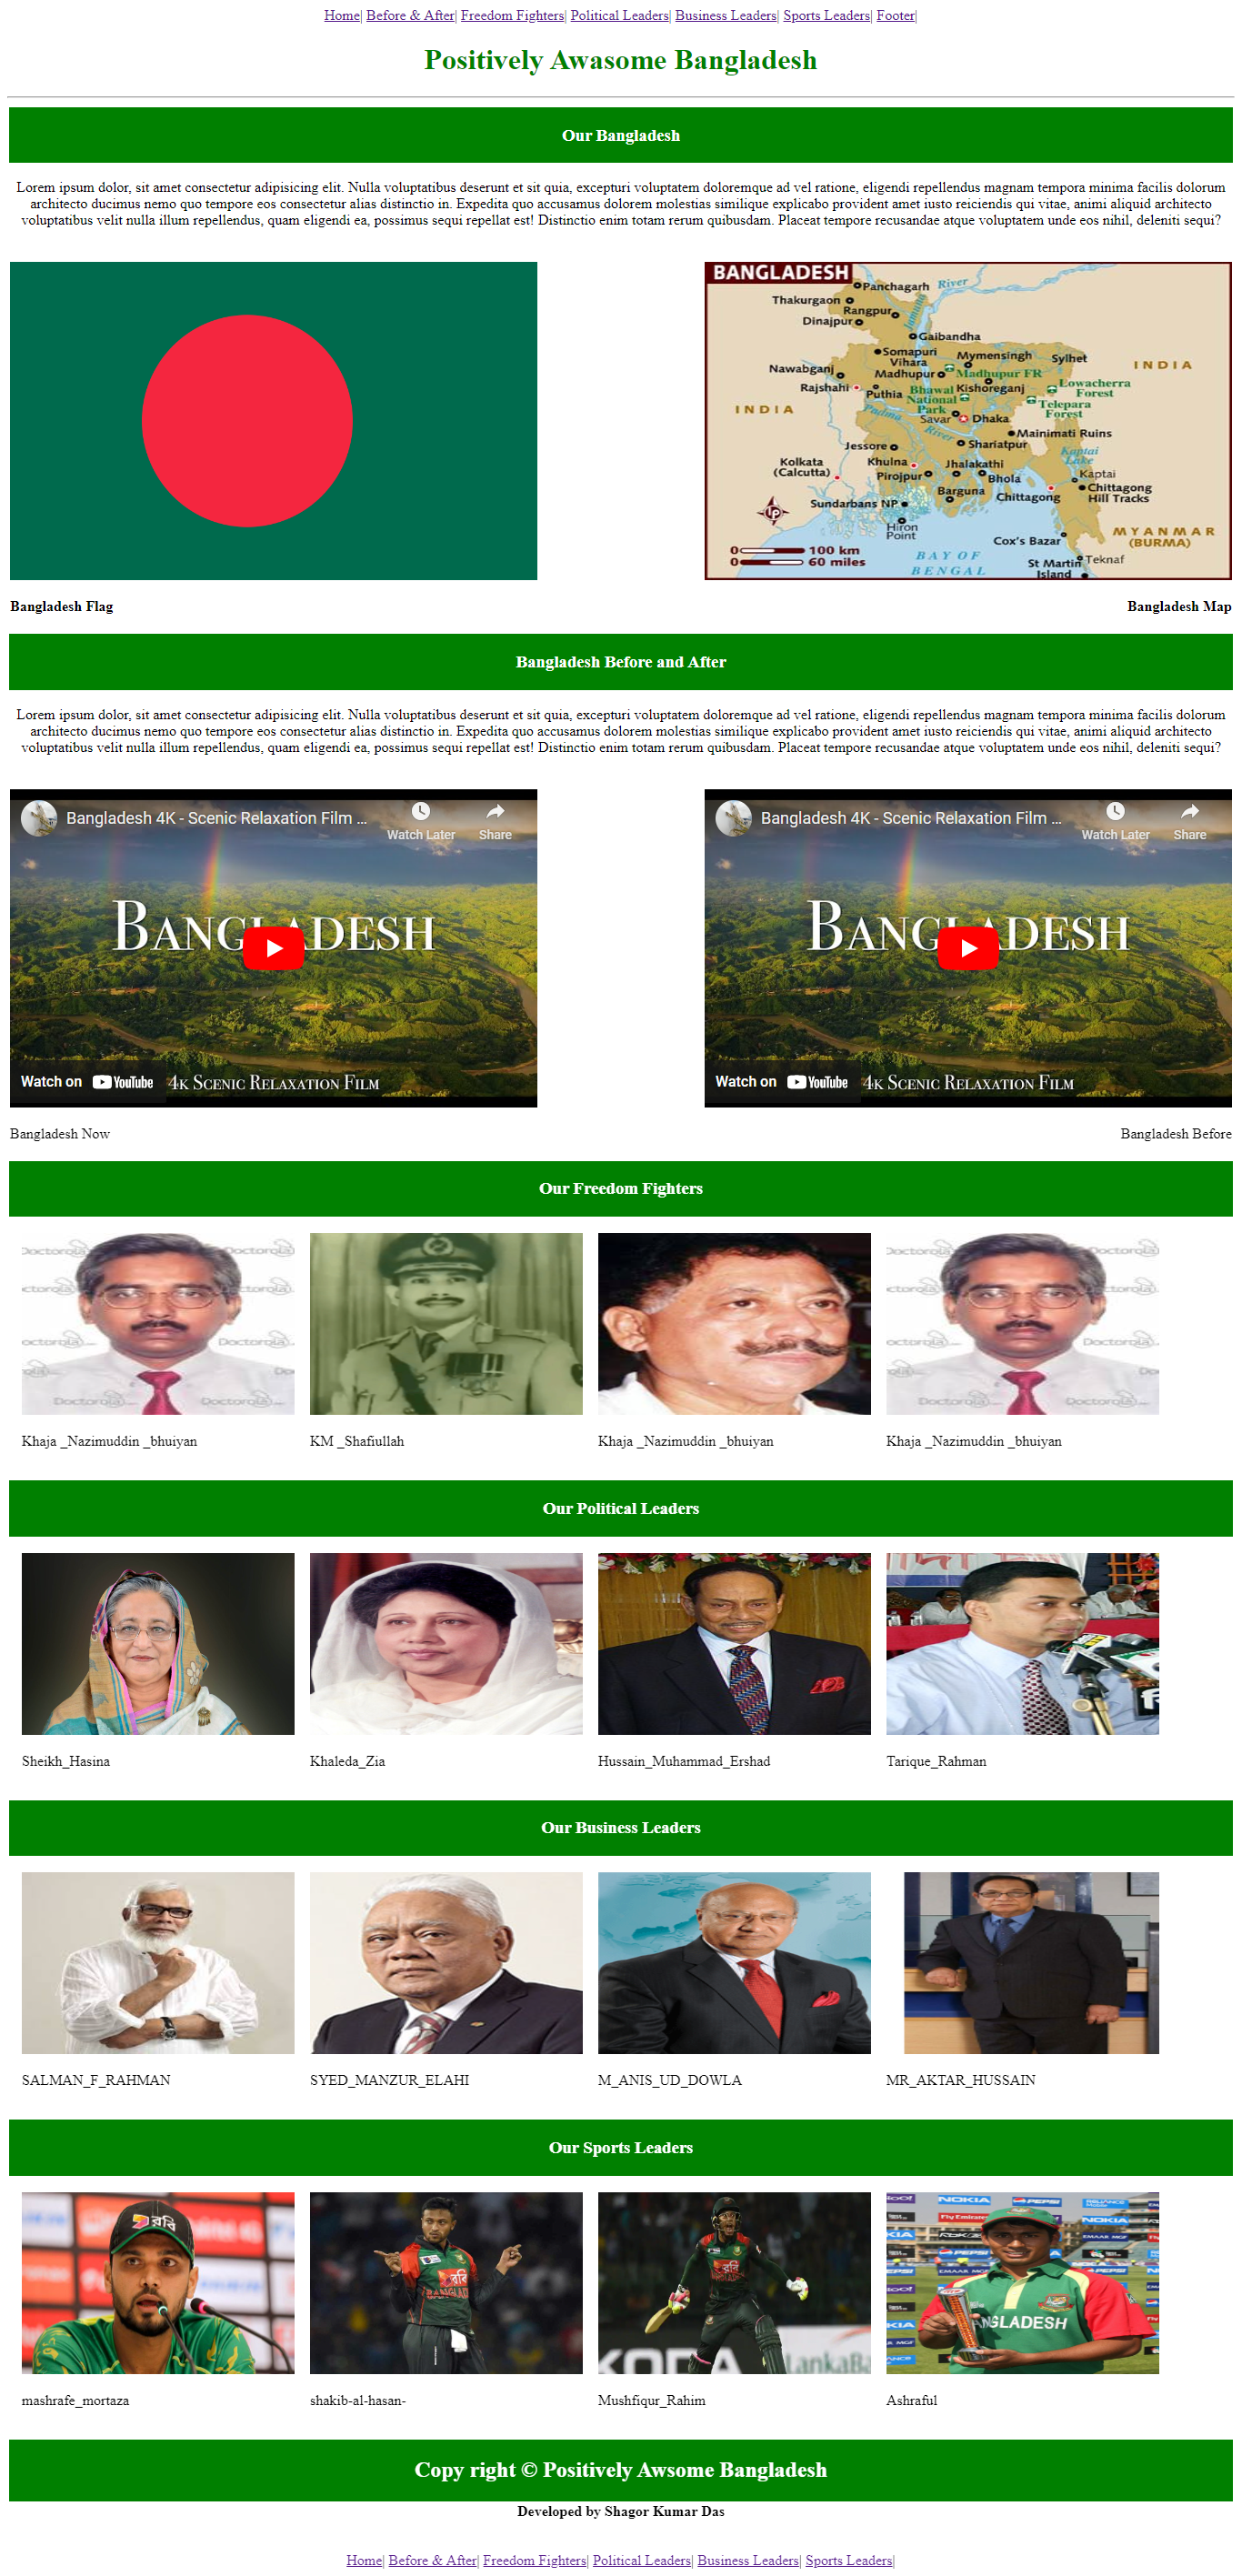 Home| Before & After| Freedom Fighters| Political Leaders| Business Leaders| Sports Leaders| Footer|
Positively Awasome Bangladesh
Our Bangladesh
Lorem ipsum dolor, sit amet consectetur adipisicing elit. Nulla voluptatibus deserunt et sit quia, excepturi voluptatem doloremque ad vel ratione, eligendi repellendus magnam tempora minima facilis dolorum
architecto ducimus nemo quo tempore eos consectetur alias distinctio in. Expedita quo accusamus dolorem molestias similique explicabo provident amet iusto reiciendis qui vitae, animi aliquid architecto
voluptatibus velit nulla illum repellendus, quam eligendi ea, possimus sequi repellat est! Distinctio enim totam rerum quibusdam. Placeat tempore recusandae atque voluptatem unde eos nihil, deleniti sequi?
BANGLADESH
Panchagarh
River
Thakurgaon
Rangpur
Dinajpur
Jamuna
Gaibandha
Somapuri
Vihara
Mymensingh
Sylhet
INDIA
Nawabganj
Madhupur
Madhupur FR
Rajshahi
Puthia
Bhawal
National
Park
Kishoreganj
Lowacherra
Forest
Telepara
Forest
INDIA
Padma
River
Savar
Dhaka
Mainimati Ruins
Jessore
Shariatpur
Kaptai
Lake
Kolkata
(Calcutta)
Khulna
Jhalakathi
Kaptai
Pirojpur
Bhola
Barguna
Chittagong
Chittagong
Hill Tracks
Sundarbans NP
Hiron
Point
MYANMAR
(BURMA)
Cox's Bazar
0 100 km
0 60 miles
BAY OF
BENGAL
St Martin
Island
Teknaf
Bangladesh Flag
Bangladesh Map
Bangladesh Before and After
Lorem ipsum dolor, sit amet consectetur adipisicing elit. Nulla voluptatibus deserunt et sit quia, excepturi voluptatem doloremque ad vel ratione, eligendi repellendus magnam tempora minima facilis dolorum
architecto ducimus nemo quo tempore eos consectetur alias distinctio in. Expedita quo accusamus dolorem molestias similique explicabo provident amet iusto reiciendis qui vitae, animi aliquid architecto
voluptatibus velit nulla illum repellendus, quam eligendi ea, possimus sequi repellat est! Distinctio enim totam rerum quibusdam. Placeat tempore recusandae atque voluptatem unde eos nihil, deleniti sequi?
Bangladesh 4K - Scenic Relaxation Film ...
Watch Later Share
BANGLADESH
Watch on YouTube
4K SCENIC RELAXATION FILM
Bangladesh 4K - Scenic Relaxation Film ...
Watch Later Share
BANGLADESH
Watch on YouTube
4K SCENIC RELAXATION FILM
Bangladesh Now
Bangladesh Before
Our Freedom Fighters
Doctorola
Khaja _Nazimuddin _bhuiyan
KM _Shafiullah
Khaja _Nazimuddin _bhuiyan
Doctorola
Khaja _Nazimuddin _bhuiyan
Our Political Leaders
Sheikh_Hasina
Khaleda_Zia
Hussain_Muhammad_Ershad
Tarique_Rahman
Our Business Leaders
SALMAN_F_RAHMAN
SYED_MANZUR_ELAHI
M_ANIS_UD_DOWLA
MR_AKTAR_HUSSAIN
Our Sports Leaders
রবি
রবি
রবি
NOKIA
pepsi
Fly Emirates
NOKIA
BANGLADESH
mashrafe_mortaza
shakib-al-hasan-
Mushfiqur_Rahim
Ashraful
Copy right © Positively Awsome Bangladesh
Developed by Shagor Kumar Das
Home| Before & After| Freedom Fighters| Political Leaders| Business Leaders| Sports Leaders|